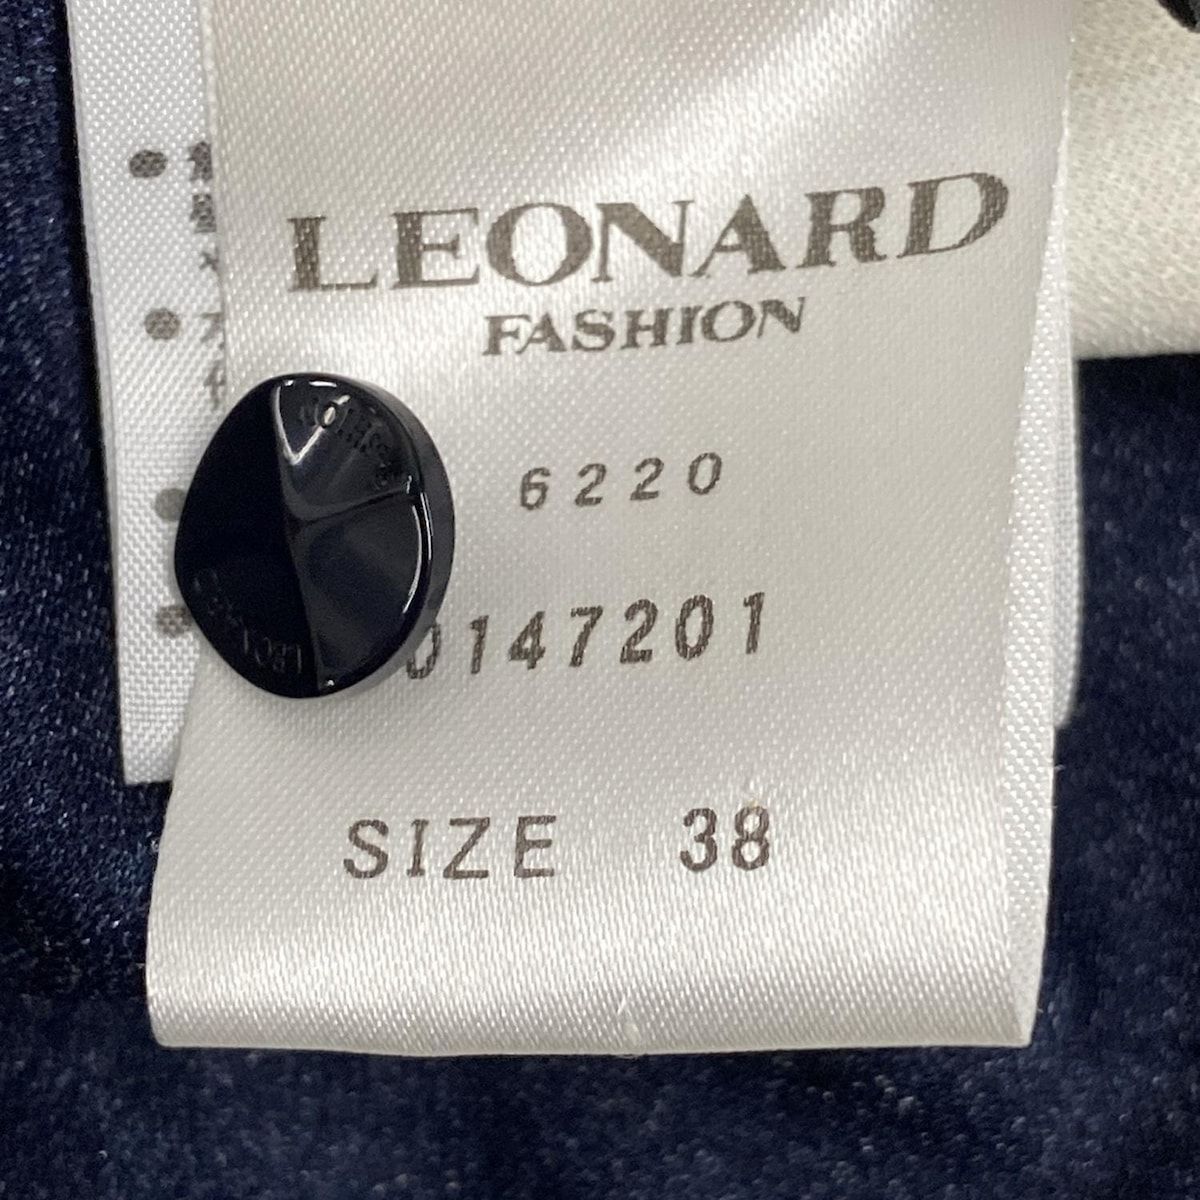 LEONARD
FASHION
6220
0147201
SIZE 38